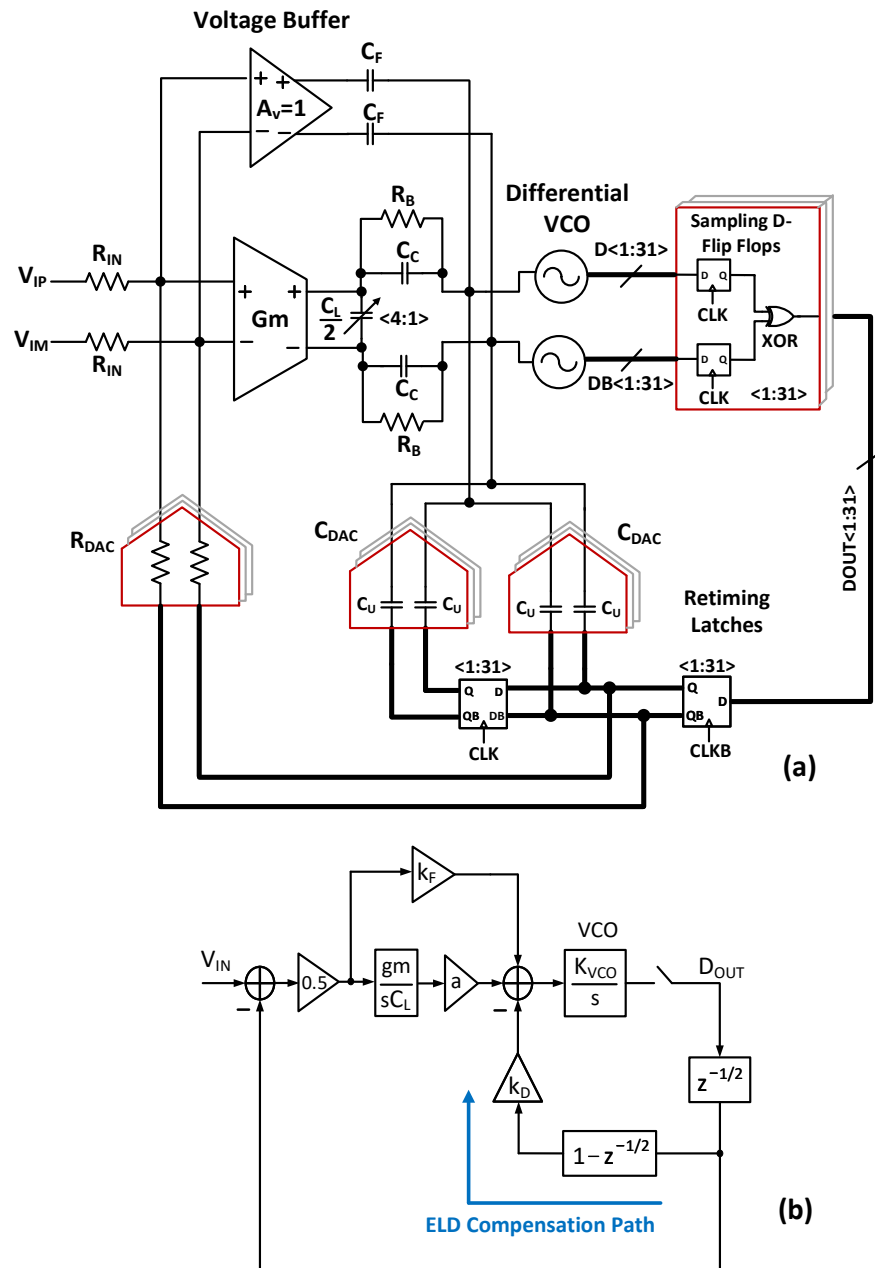 Voltage Buffer
C_F
+ +
A_v=1
C_F
− −
R_B
Differential
VCO
Sampling D-
Flip Flops
D<1:31>
R_IN
C_C
D Q
V_IP
+ +
C_L/2 <4:1>
CLK
Gm
XOR
V_IM
− −
R_IN
C_C
D Q
DB<1:31>
CLK
<1:31>
R_B
DOUT<1:31>
R_DAC
C_DAC
C_DAC
C_U C_U
C_U C_U
Retiming
Latches
<1:31>
<1:31>
Q D
QB DB
Q D
QB
CLK
CLKB
(a)
k_F
VCO
V_IN
0.5
gm/sC_L
a
K_VCO/s
D_OUT
−
−
k_D
z^−1/2
1 − z^−1/2
ELD Compensation Path
(b)